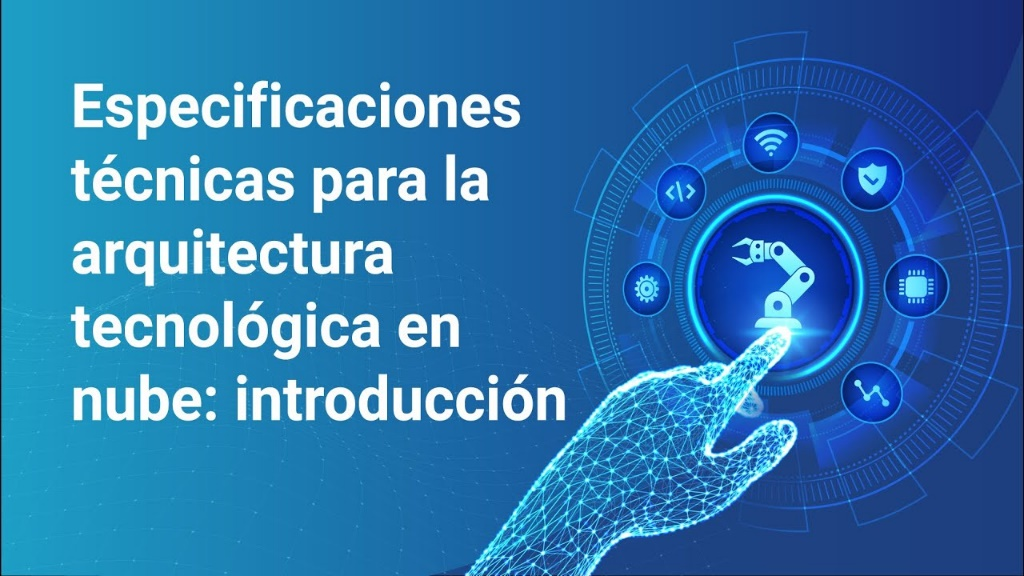 Especificaciones
técnicas para la
arquitectura
tecnológica en
nube: introducción